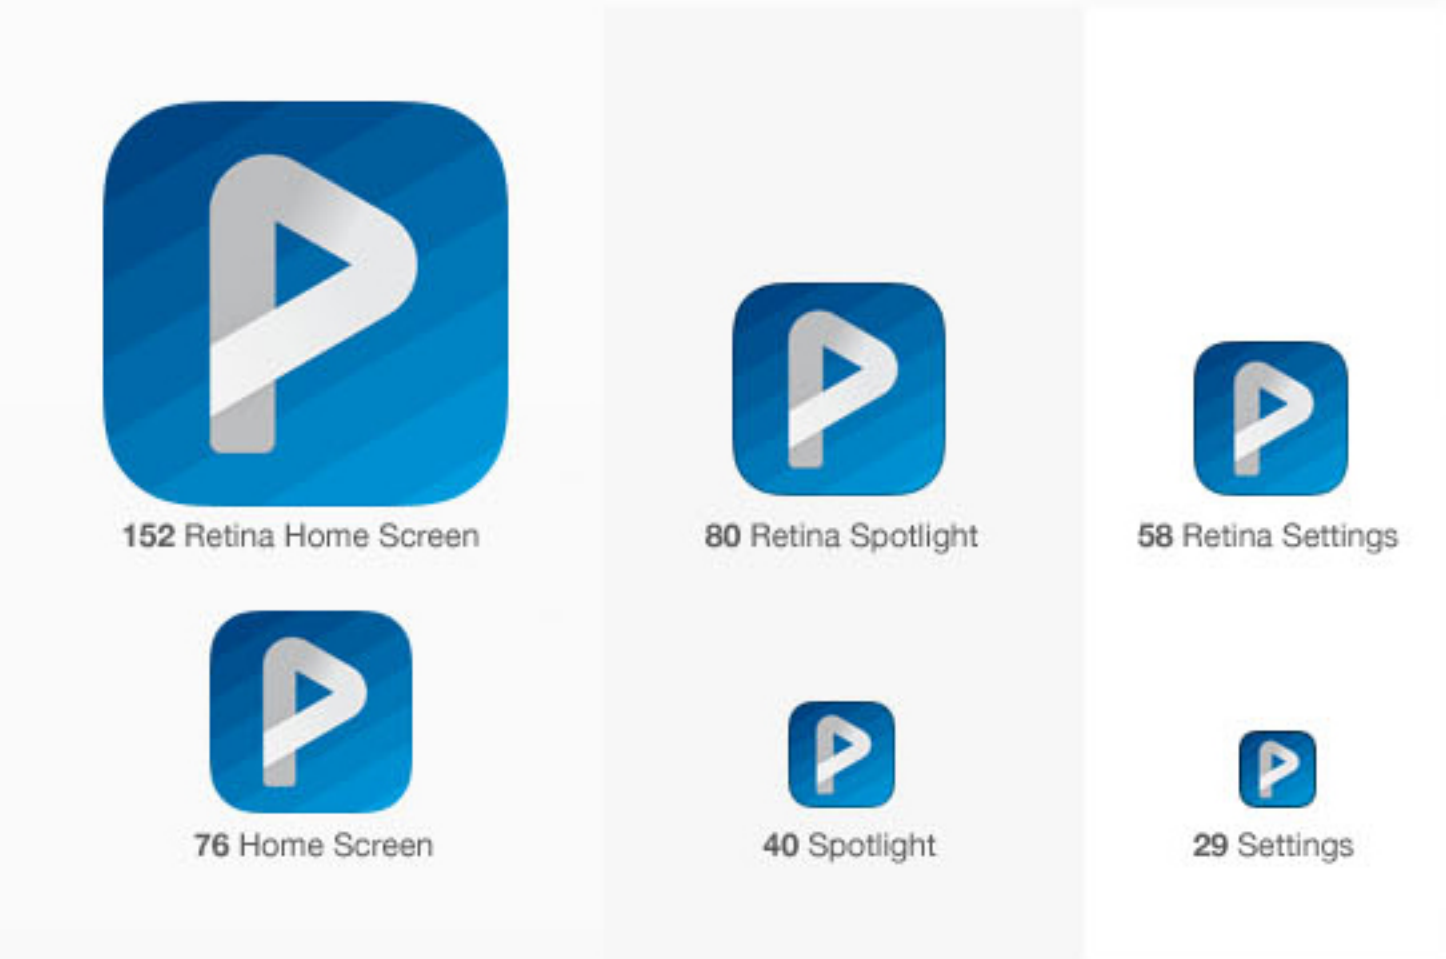 152 Retina Home Screen
80 Retina Spotlight
58 Retina Settings
76 Home Screen
40 Spotlight
29 Settings